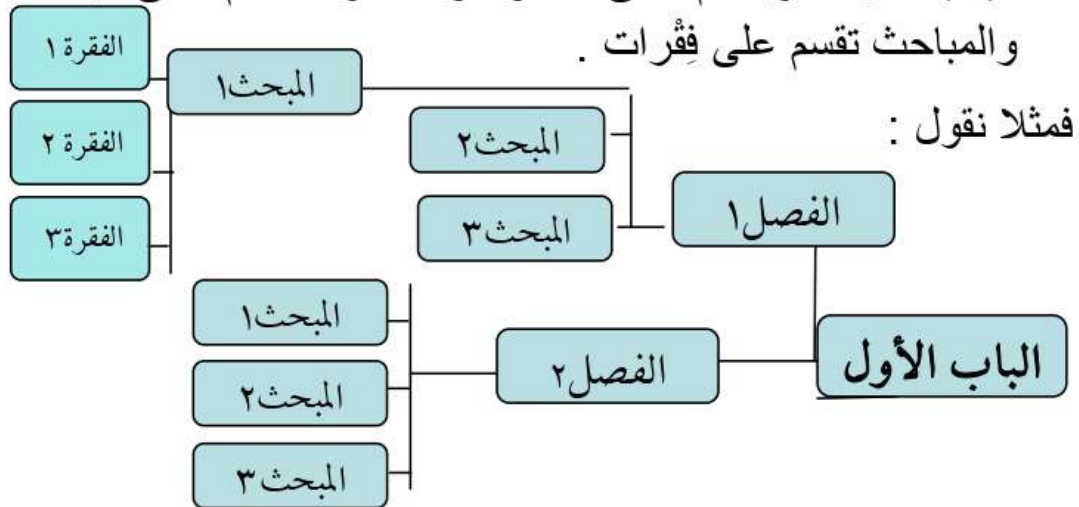 والمباحث تقسم على فِقْرات .
فمثلا نقول :
الباب الأول
الفصل١
المبحث١
الفقرة ١
الفقرة ٢
الفقرة٣
المبحث٢
المبحث٣
الفصل٢
المبحث١
المبحث٢
المبحث٣